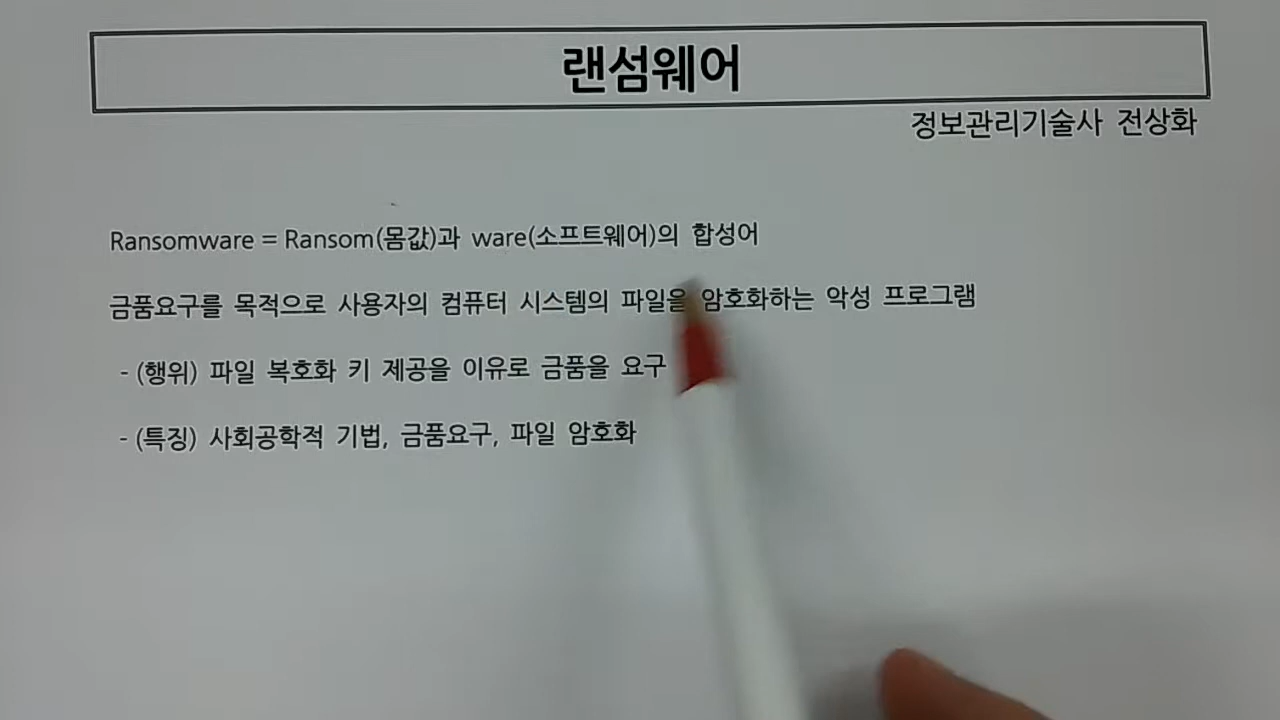 랜섬웨어
정보관리기술사 전상화
Ransomware = Ransom(몸값)과 ware(소프트웨어)의 합성어
금품요구를 목적으로 사용자의 컴퓨터 시스템의 파일을 암호화하는 악성 프로그램
- (행위) 파일 복호화 키 제공을 이유로 금품을 요구
- (특징) 사회공학적 기법, 금품요구, 파일 암호화